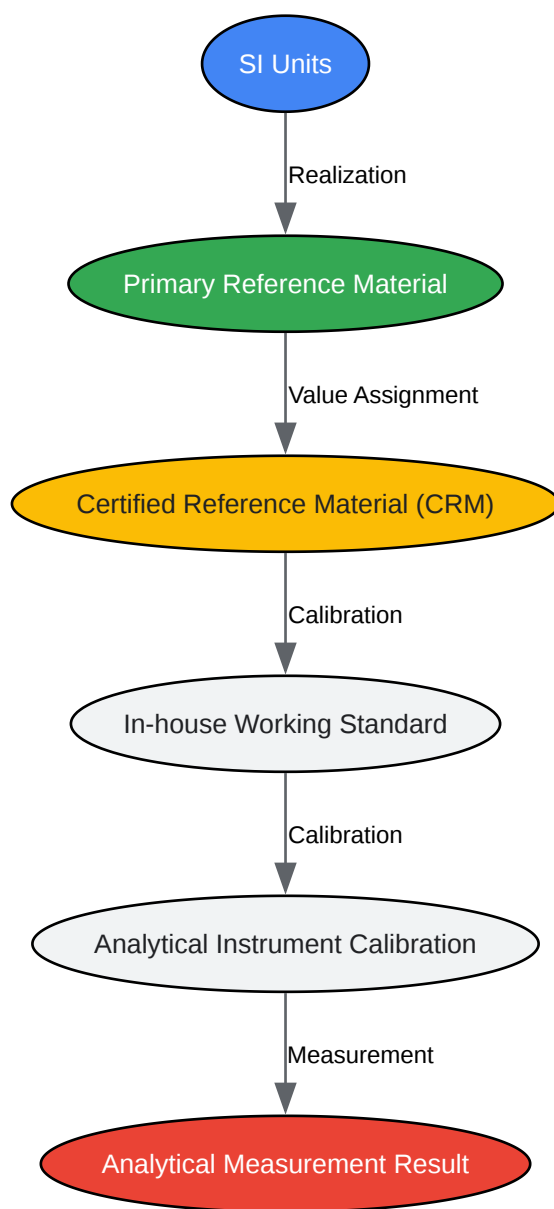 SI Units
Realization
Primary Reference Material
Value Assignment
Certified Reference Material (CRM)
Calibration
In-house Working Standard
Calibration
Analytical Instrument Calibration
Measurement
Analytical Measurement Result